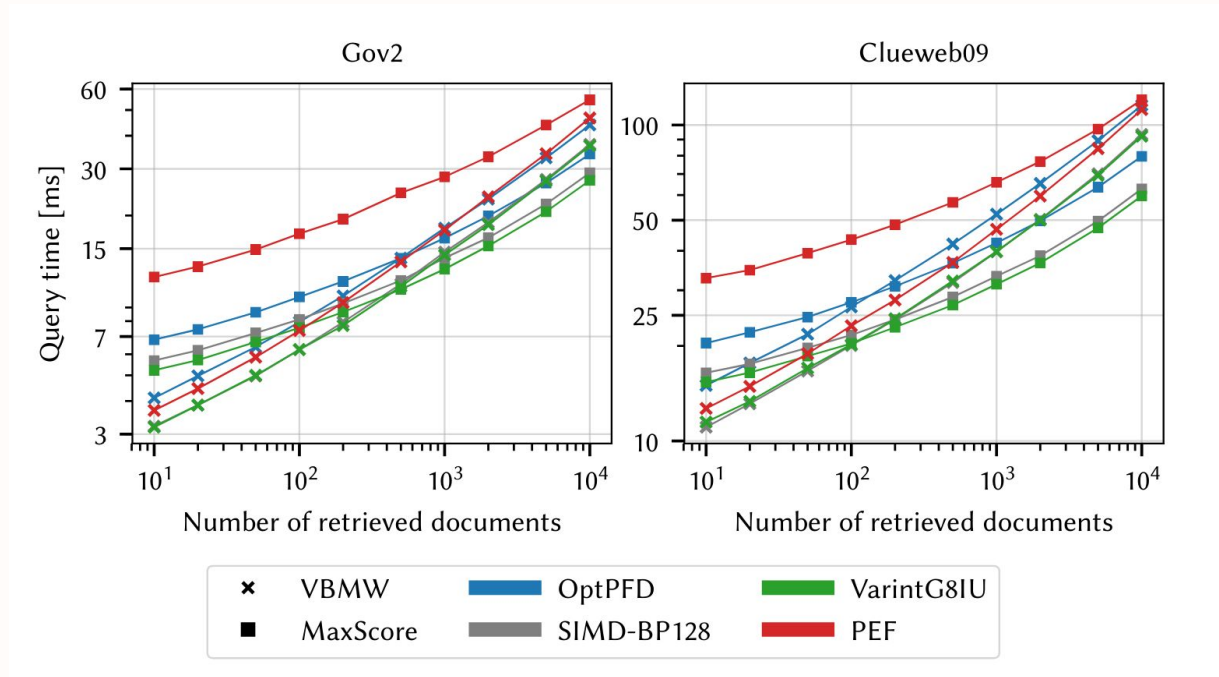 Gov2
Clueweb09
Query time [ms]
60
30
15
7
3
10¹ 10² 10³ 10⁴
Number of retrieved documents
100
50
25
10
10¹ 10² 10³ 10⁴
Number of retrieved documents
VBMW OptPFD VarintG8IU
MaxScore SIMD-BP128 PEF